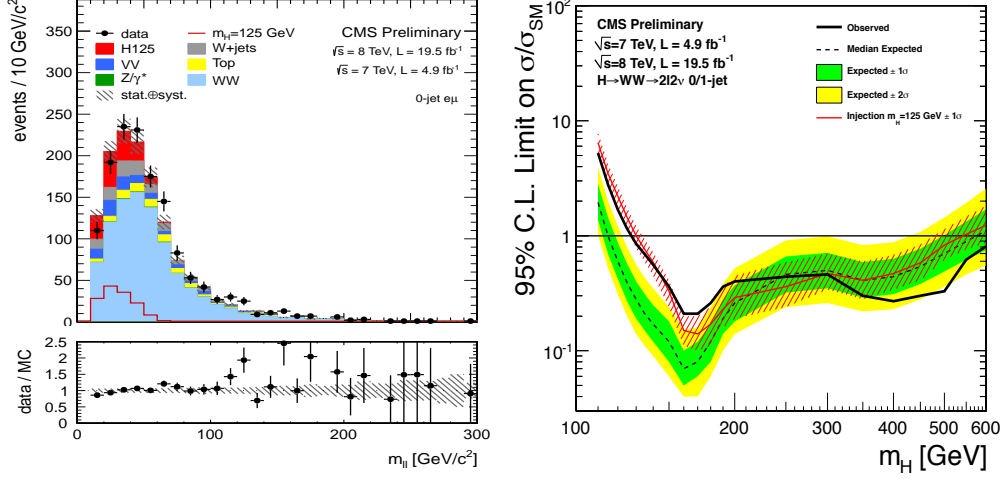 events / 10 GeV/c²
350
300
250
200
150
100
50
0
data
H125
VV
Z/γ*
stat.⊕syst.
m_H=125 GeV
W+jets
Top
WW
CMS Preliminary
√s = 8 TeV, L = 19.5 fb⁻¹
√s = 7 TeV, L = 4.9 fb⁻¹
0-jet eμ
data / MC
2.5
2
1.5
1
0.5
0
0 100 200 300
m_ll [GeV/c²]
95% C.L. Limit on σ/σ_SM
10²
10
1
10⁻¹
CMS Preliminary
√s=7 TeV, L = 4.9 fb⁻¹
√s=8 TeV, L = 19.5 fb⁻¹
H→WW→2l2ν 0/1-jet
Observed
Median Expected
Expected ± 1σ
Expected ± 2σ
Injection m_H=125 GeV ± 1σ
100 200 300 400 500 600
m_H [GeV]